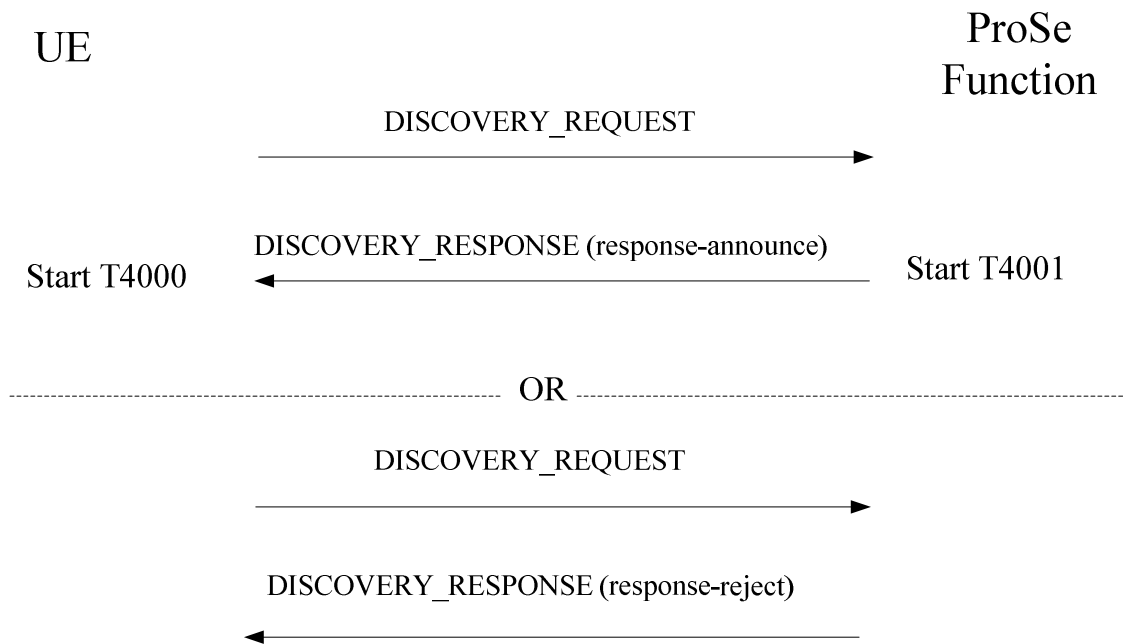 UE
ProSe
Function
DISCOVERY_REQUEST
DISCOVERY_RESPONSE (response-announce)
Start T4000
Start T4001
OR
DISCOVERY_REQUEST
DISCOVERY_RESPONSE (response-reject)